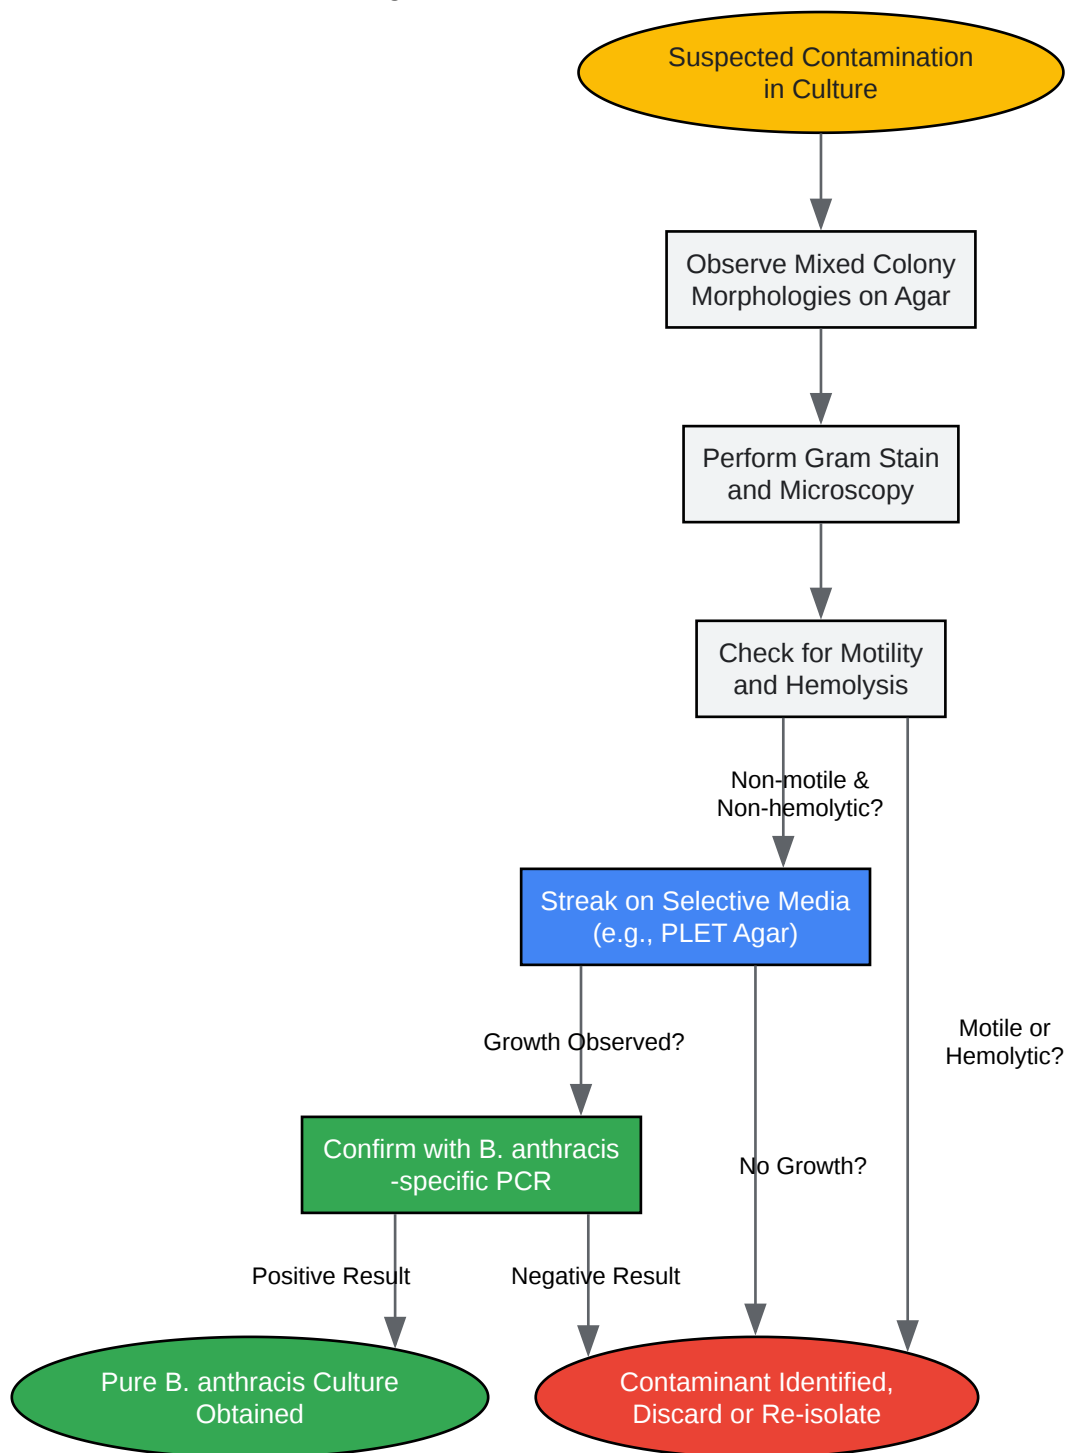 Suspected Contamination
in Culture
Observe Mixed Colony
Morphologies on Agar
Perform Gram Stain
and Microscopy
Check for Motility
and Hemolysis
Non-motile &
Non-hemolytic?
Streak on Selective Media
(e.g., PLET Agar)
Growth Observed?
Motile or
Hemolytic?
Confirm with B. anthracis
-specific PCR
No Growth?
Positive Result
Negative Result
Pure B. anthracis Culture
Obtained
Contaminant Identified,
Discard or Re-isolate